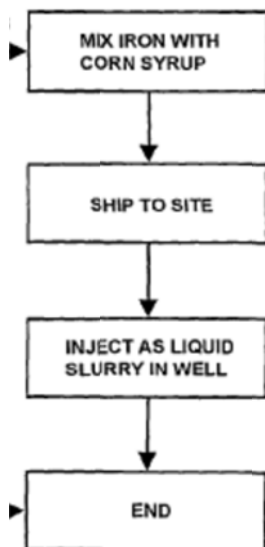 MIX IRON WITH
CORN SYRUP
SHIP TO SITE
INJECT AS LIQUID
SLURRY IN WELL
END